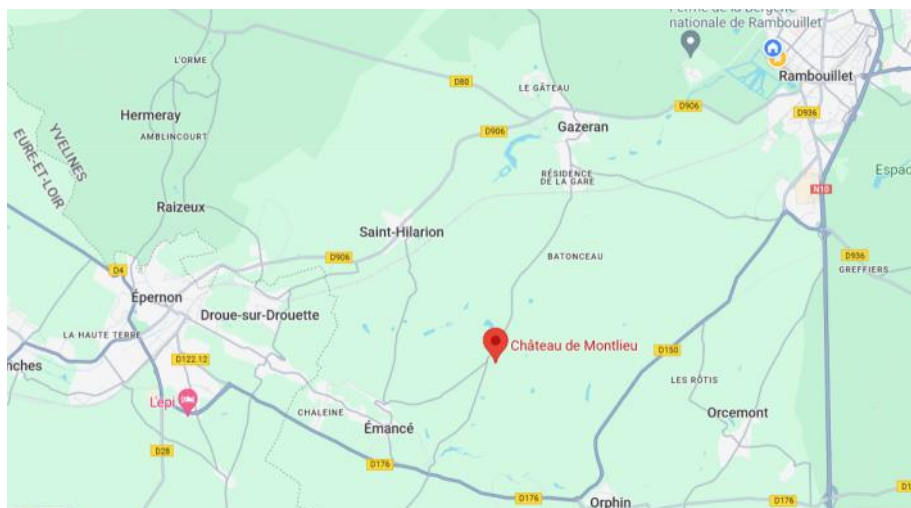 Ferme de la Bergerie
nationale de Rambouillet
L'ORME
D80
LE GÂTEAU
Rambouillet
Hermeray
AMBLINCOURT
D906
D906
D936
Gazeran
YVELINES
EURE-ET-LOIR
RÉSIDENCE
DE LA GARE
Espac
N10
Raizeux
Saint-Hilarion
D906
BATONCEAU
D936
GREFFIERS
D4
Épernon
Droue-sur-Drouette
LA HAUTE TERRE
Château de Montlieu
D150
D122.12
nches
LES RÔTIS
L'épi
CHALEINE
Émancé
Orcemont
D28
D176
D176
Orphin
D176
D1